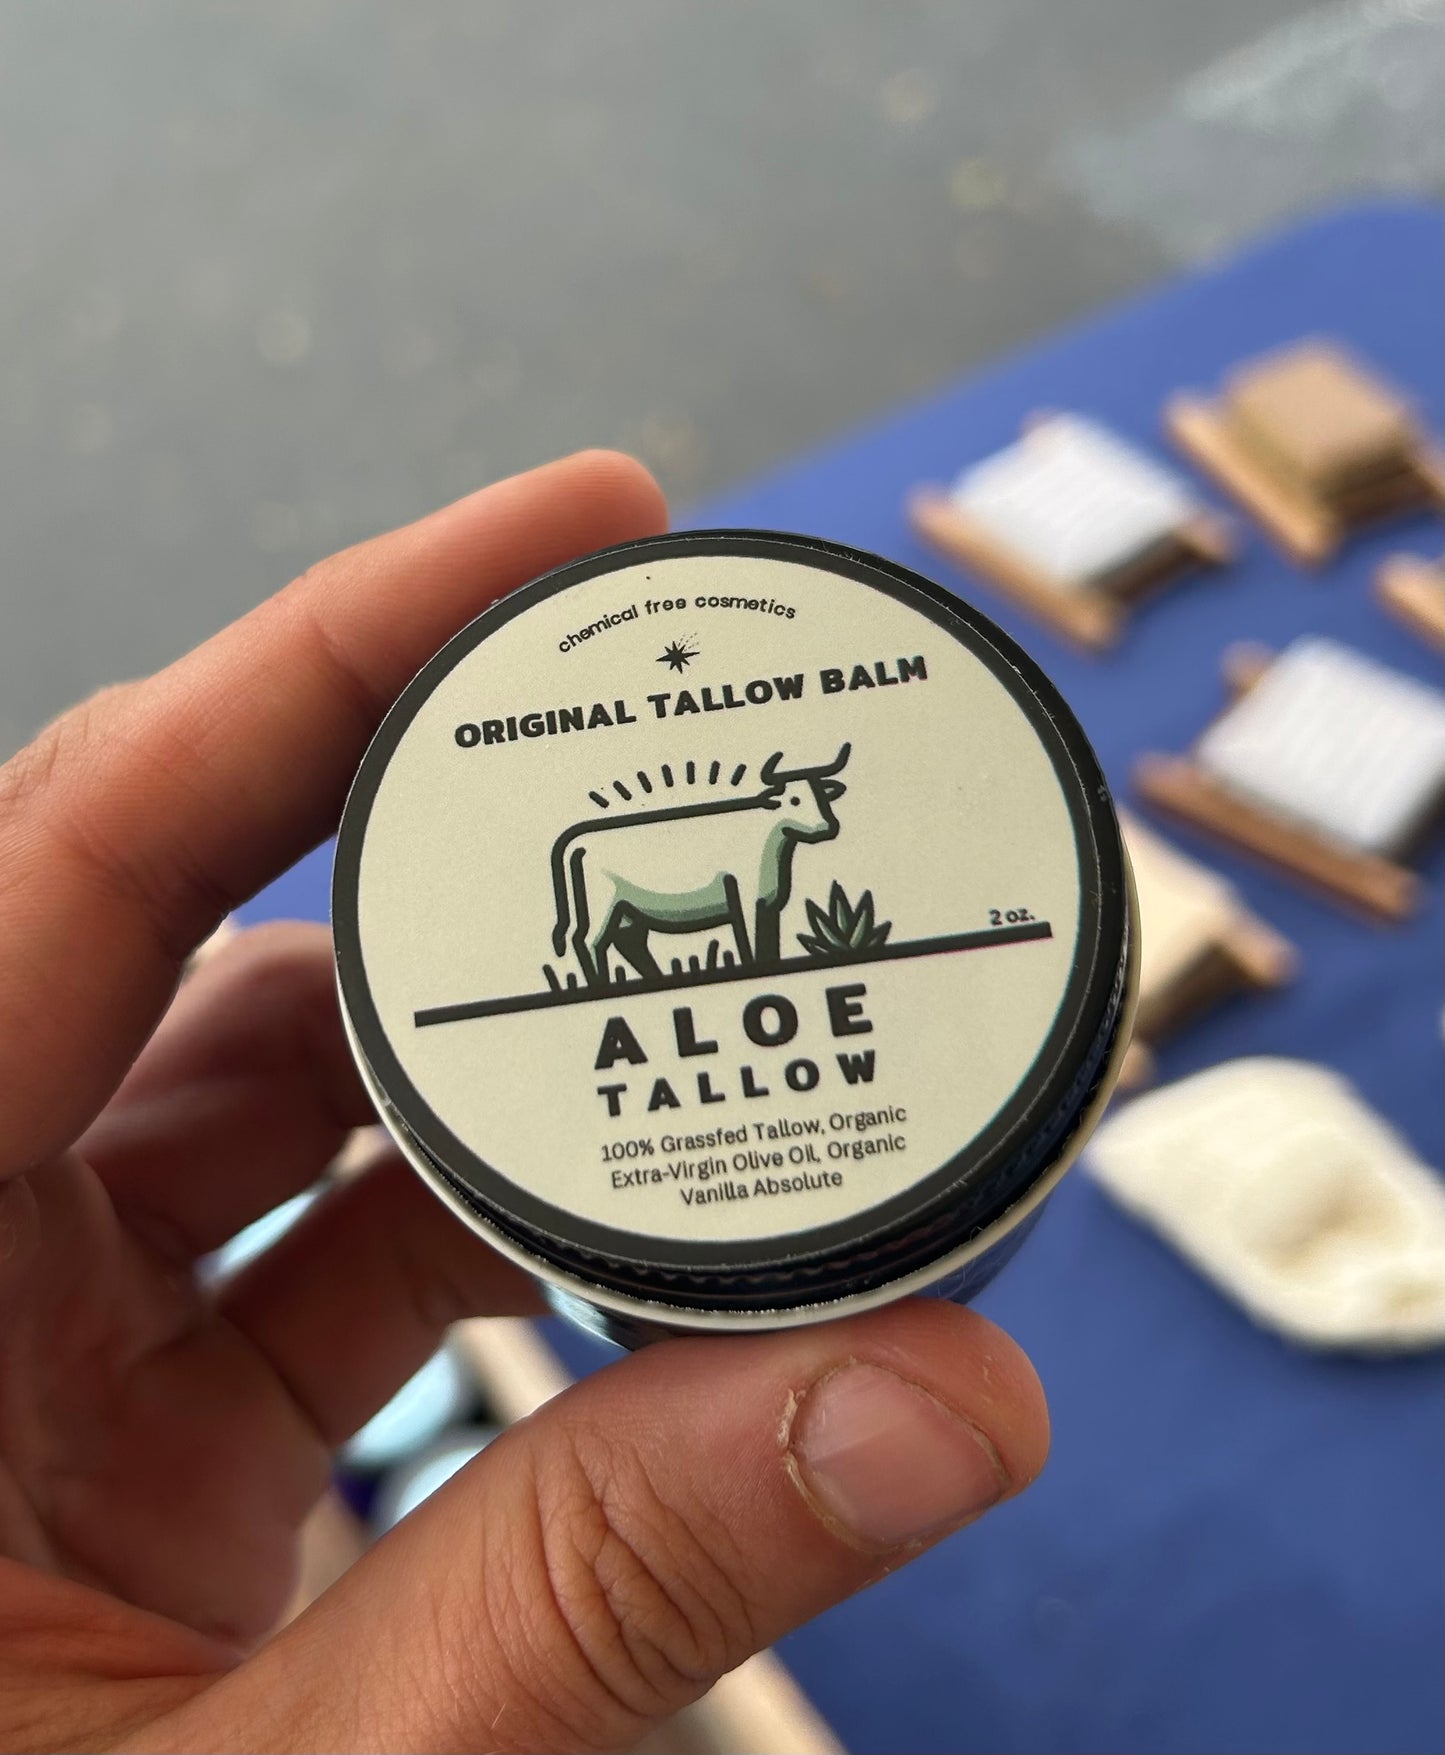 chemical free cosmetics
ORIGINAL TALLOW BALM
2 oz.
ALOE
TALLOW
100% Grassfed Tallow, Organic
Extra-Virgin Olive Oil, Organic
Vanilla Absolute